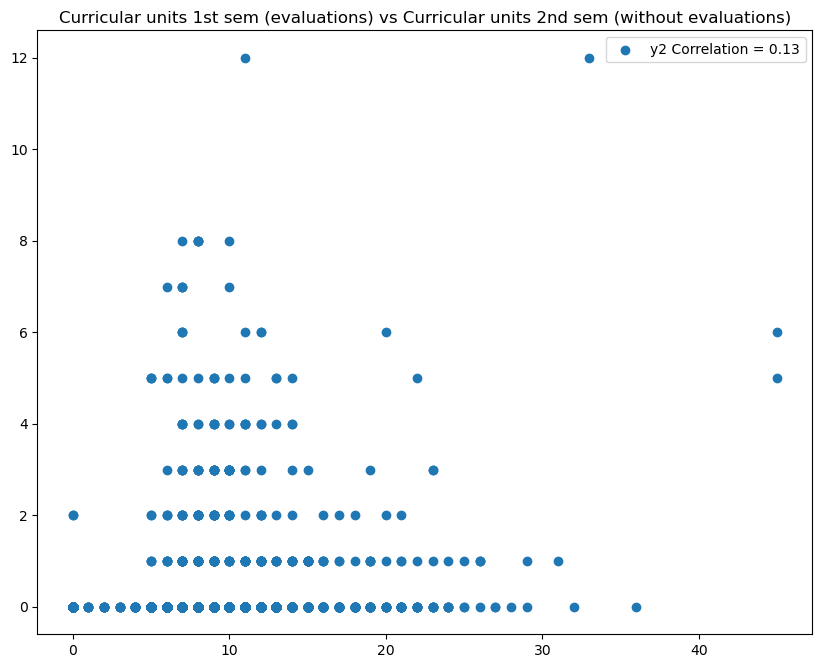 Curricular units 1st sem (evaluations) vs Curricular units 2nd sem (without evaluations)
y2 Correlation = 0.13
12
10
8
6
4
2
0
0 10 20 30 40